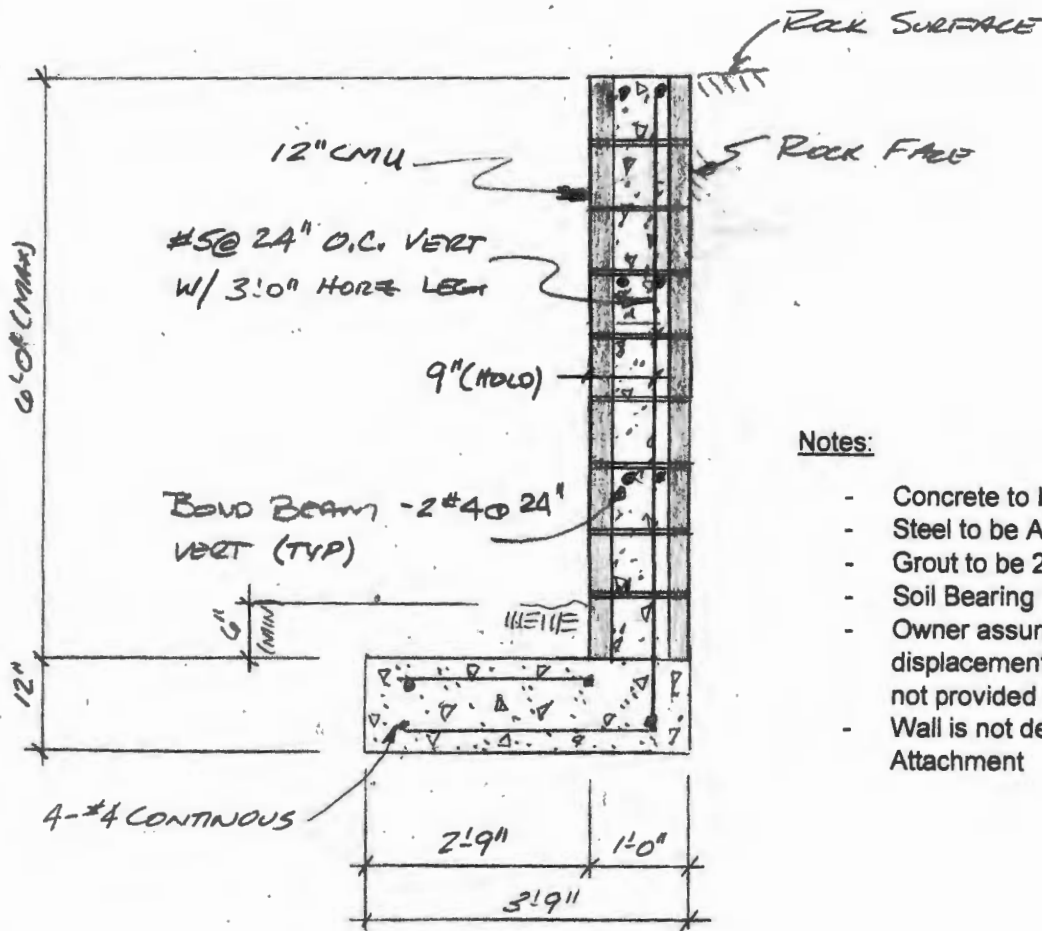 ROCK SURFACE
12" CMU
ROCK FACE
#5@ 24" O.C. VERT
W/ 3'0" HORZ LEG
6'0" (MAX)
9" (HOLD)
Notes:
BOND BEAM - 2 #4@ 24"
VERT (TYP)
- Concrete to b
- Steel to be A
- Grout to be 2
- Soil Bearing
- Owner assur
displacement
not provided
- Wall is not de
Attachment
6"
(MIN)
12"
4-#4 CONTINOUS
2'9"
1'0"
3'9"